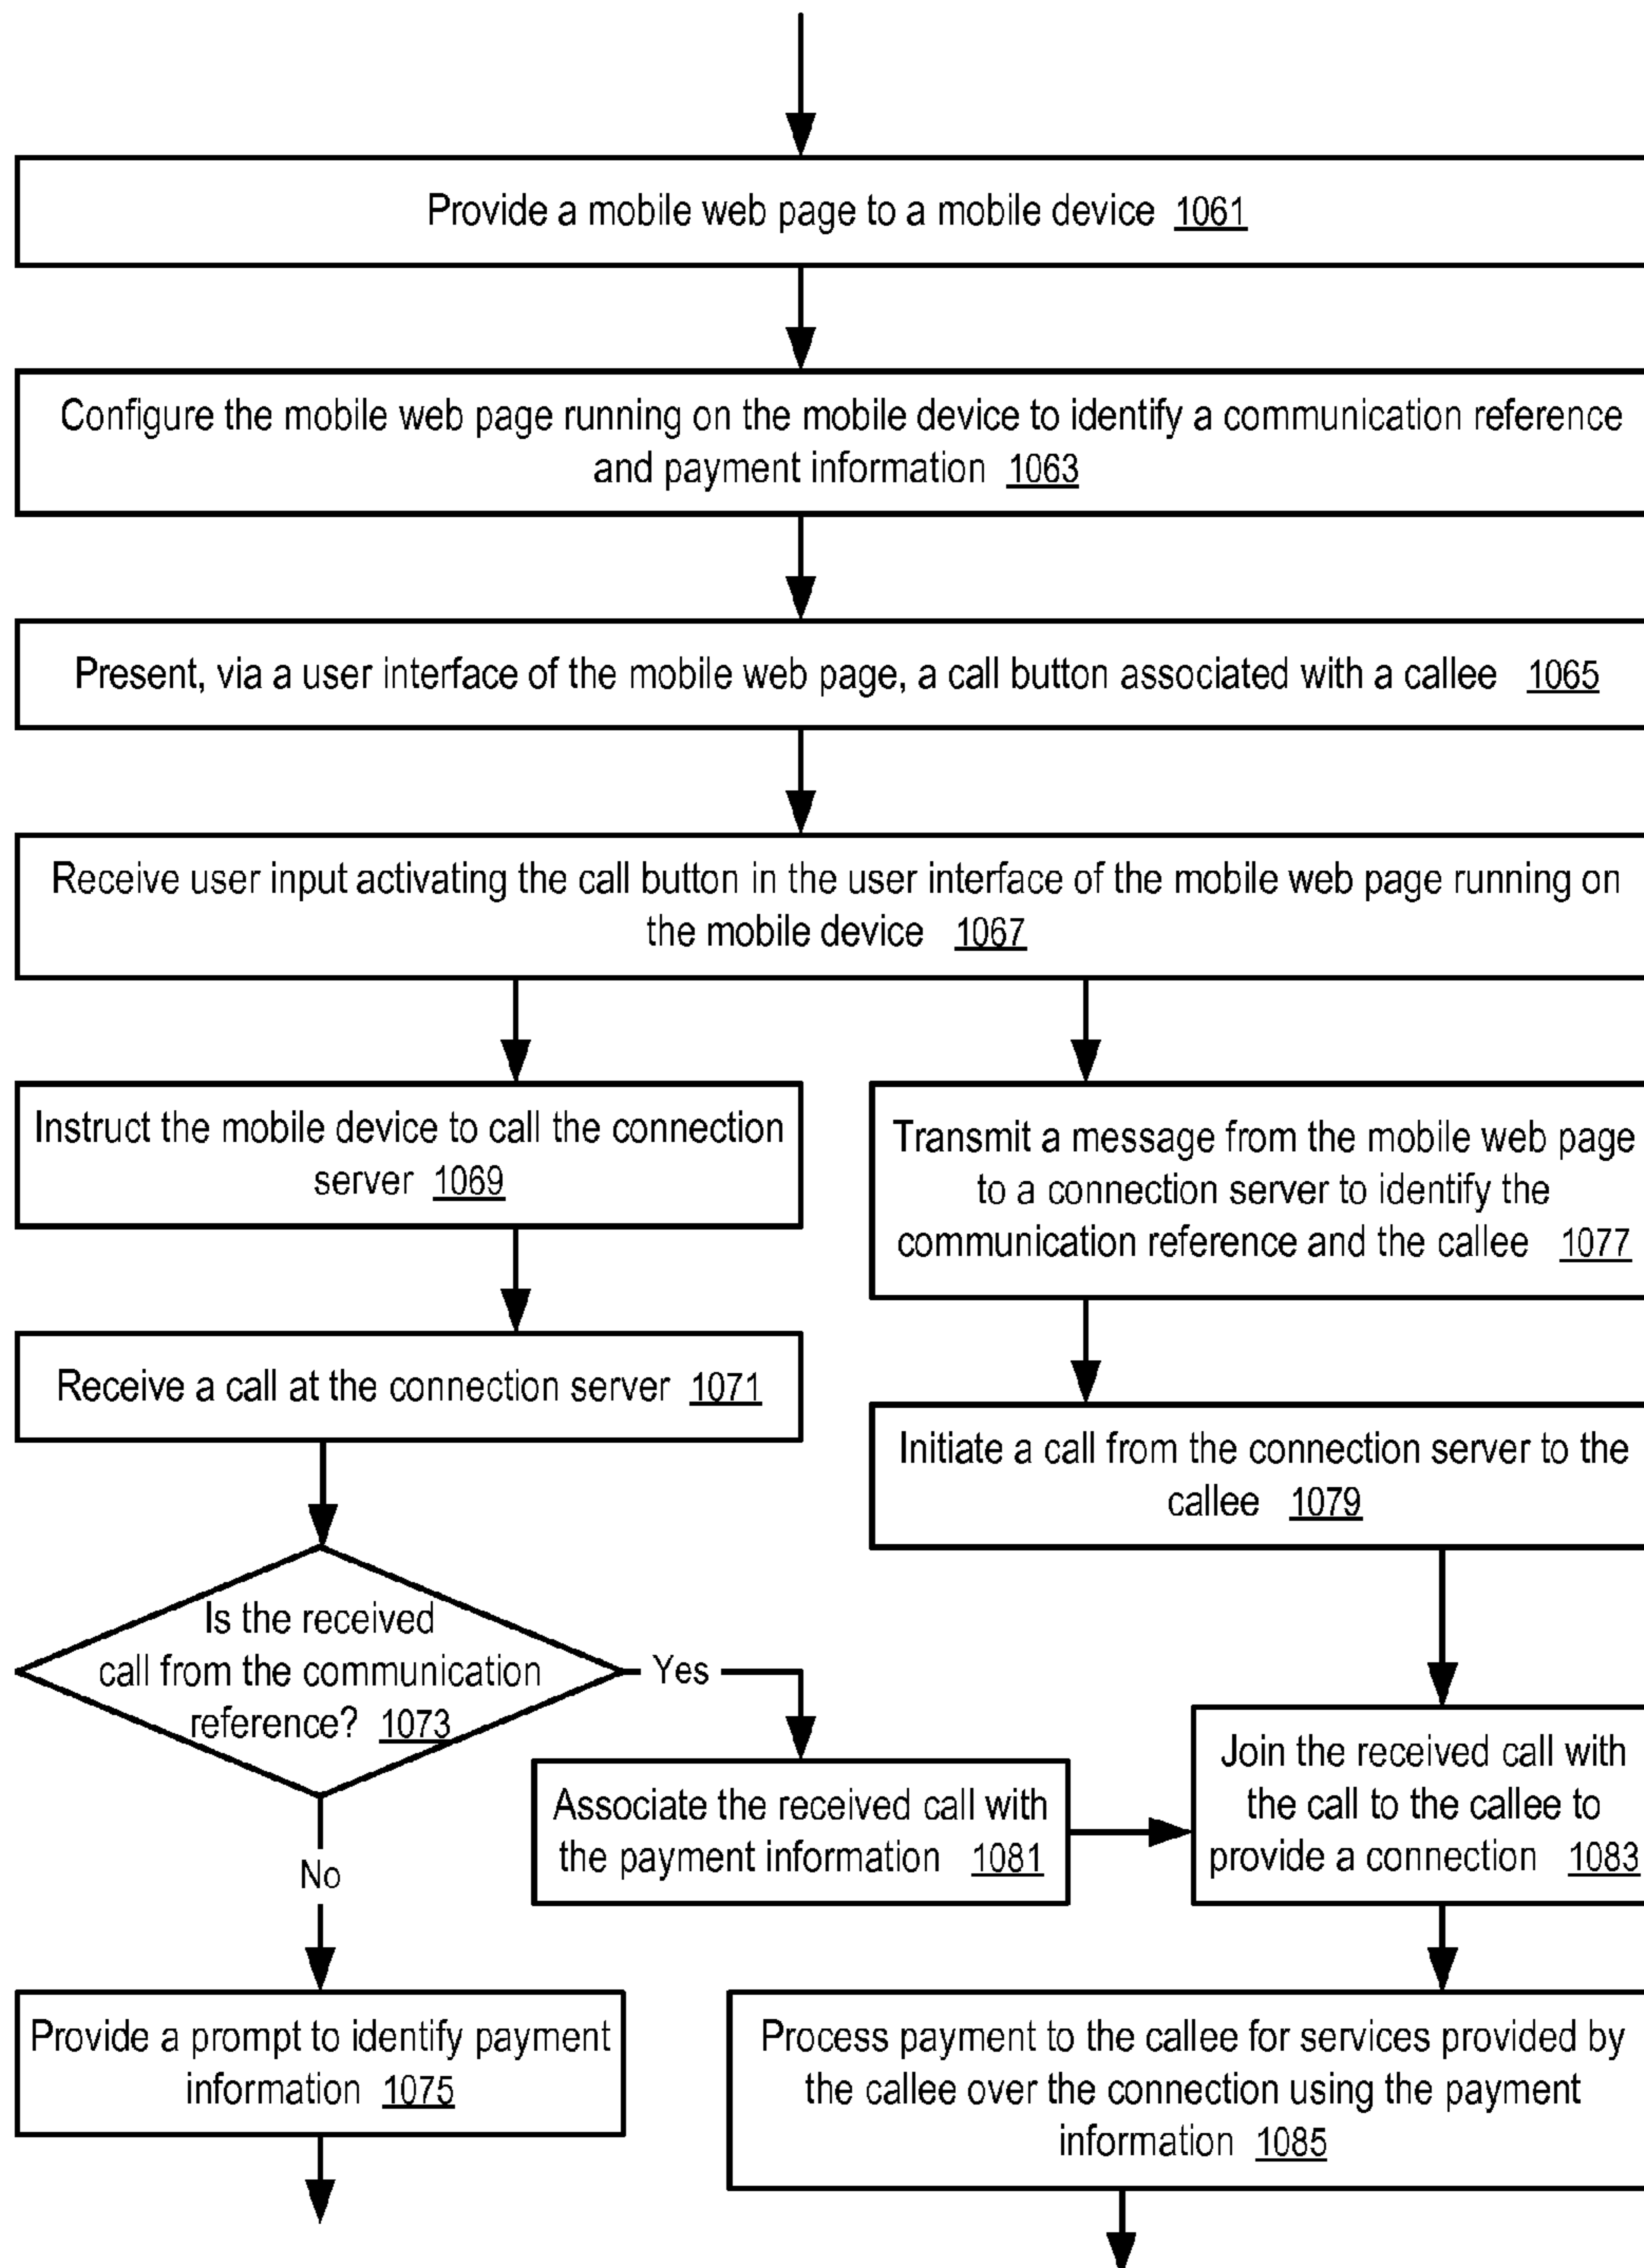 Provide a mobile web page to a mobile device 1061
Configure the mobile web page running on the mobile device to identify a communication reference
and payment information 1063
Present, via a user interface of the mobile web page, a call button associated with a callee 1065
Receive user input activating the call button in the user interface of the mobile web page running on
the mobile device 1067
Instruct the mobile device to call the connection
server 1069
Transmit a message from the mobile web page
to a connection server to identify the
communication reference and the callee 1077
Receive a call at the connection server 1071
Initiate a call from the connection server to the
callee 1079
Is the received
call from the communication
reference? 1073
Yes
No
Associate the received call with
the payment information 1081
Join the received call with
the call to the callee to
provide a connection 1083
Provide a prompt to identify payment
information 1075
Process payment to the callee for services provided by
the callee over the connection using the payment
information 1085